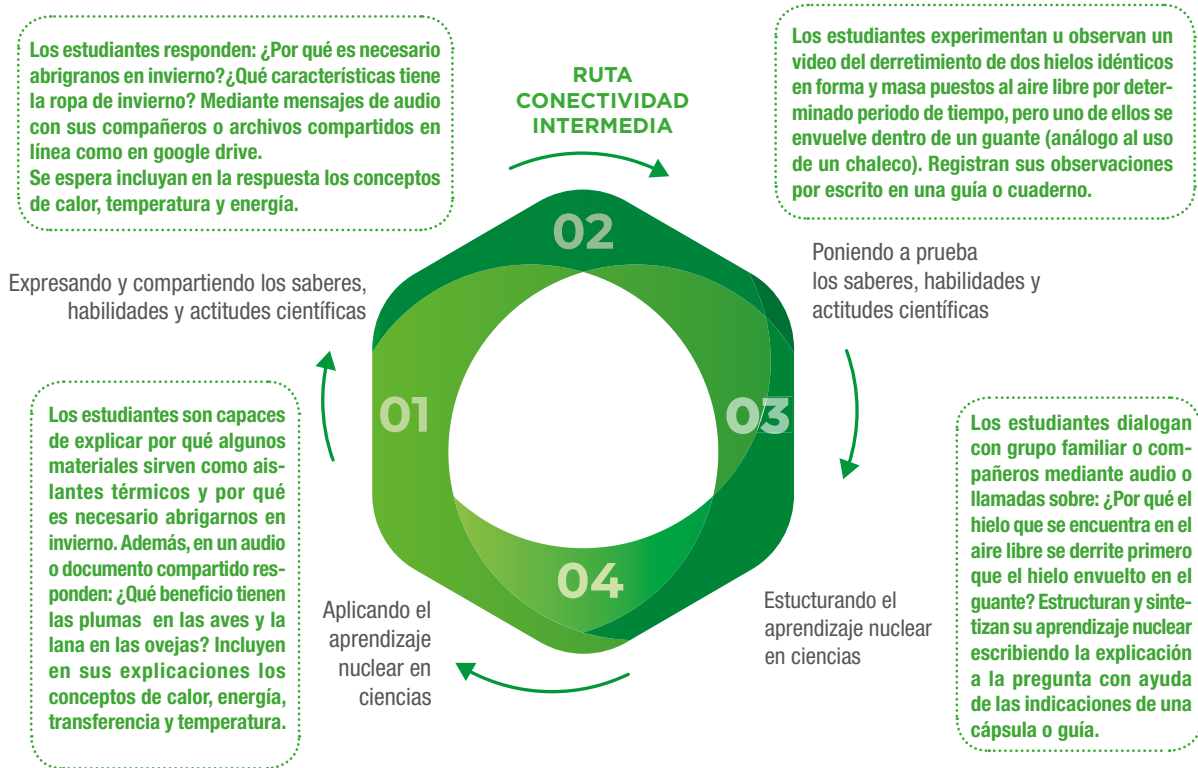 Los estudiantes responden: ¿Por qué es necesario
abrigranos en invierno?¿Qué características tiene
la ropa de invierno? Mediante mensajes de audio
con sus compañeros o archivos compartidos en
línea como en google drive.
Se espera incluyan en la respuesta los conceptos
de calor, temperatura y energía.
RUTA
CONECTIVIDAD
INTERMEDIA
Los estudiantes experimentan u observan un
video del derretimiento de dos hielos idénticos
en forma y masa puestos al aire libre por deter-
minado periodo de tiempo, pero uno de ellos se
envuelve dentro de un guante (análogo al uso
de un chaleco). Registran sus observaciones
por escrito en una guía o cuaderno.
Expresando y compartiendo los saberes,
habilidades y actitudes científicas
02
Poniendo a prueba
los saberes, habilidades y
actitudes científicas
01
03
Los estudiantes son capaces
de explicar por qué algunos
materiales sirven como ais-
lantes térmicos y por qué
es necesario abrigarnos en
invierno. Además, en un audio
o documento compartido res-
ponden: ¿Qué beneficio tienen
las plumas en las aves y la
lana en las ovejas? Incluyen
en sus explicaciones los
conceptos de calor, energía,
transferencia y temperatura.
04
Aplicando el
aprendizaje
nuclear en
ciencias
Estucturando el
aprendizaje nuclear
en ciencias
Los estudiantes dialogan
con grupo familiar o com-
pañeros mediante audio o
llamadas sobre: ¿Por qué el
hielo que se encuentra en el
aire libre se derrite primero
que el hielo envuelto en el
guante? Estructuran y sinte-
tizan su aprendizaje nuclear
escribiendo la explicación
a la pregunta con ayuda
de las indicaciones de una
cápsula o guía.